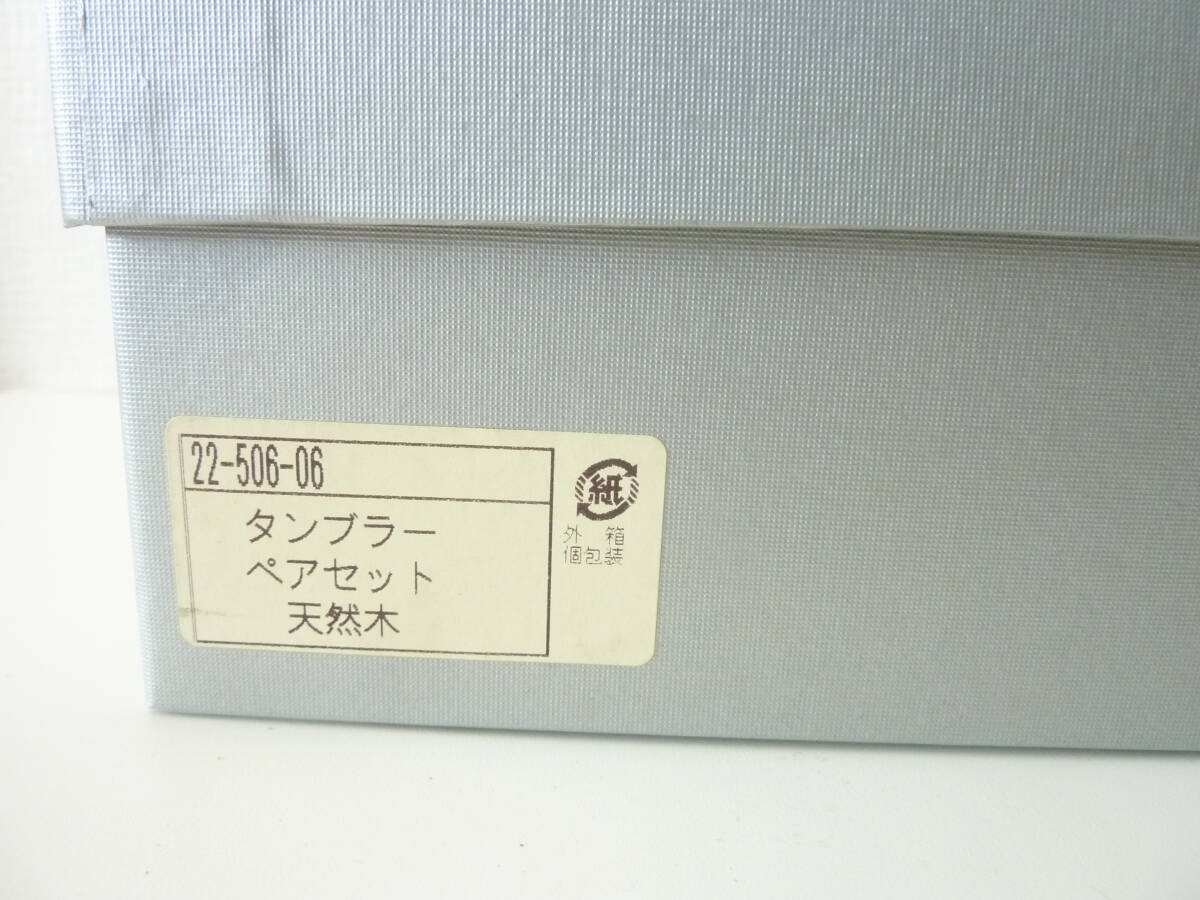 22-506-06
タンブラー
ペアセット
天然木
紙
外 箱
個包装